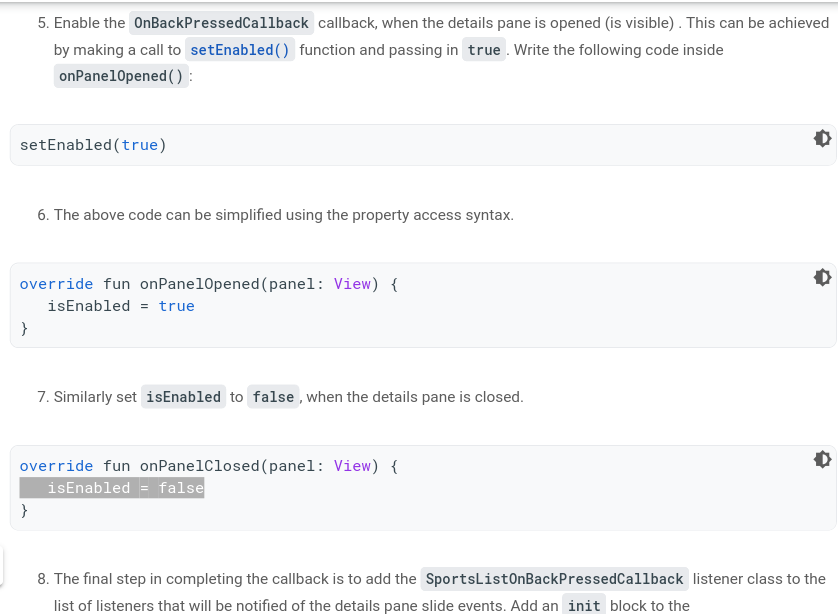 5. Enable the OnBackPressedCallback callback, when the details pane is opened (is visible) . This can be achieved
by making a call to setEnabled() function and passing in true. Write the following code inside
onPanelOpened():
setEnabled(true)
6. The above code can be simplified using the property access syntax.
override fun onPanelOpened(panel: View) {
   isEnabled = true
}
7. Similarly set isEnabled to false, when the details pane is closed.
override fun onPanelClosed(panel: View) {
   isEnabled = false
}
8. The final step in completing the callback is to add the SportsListOnBackPressedCallback listener class to the
list of listeners that will be notified of the details pane slide events. Add an init block to the